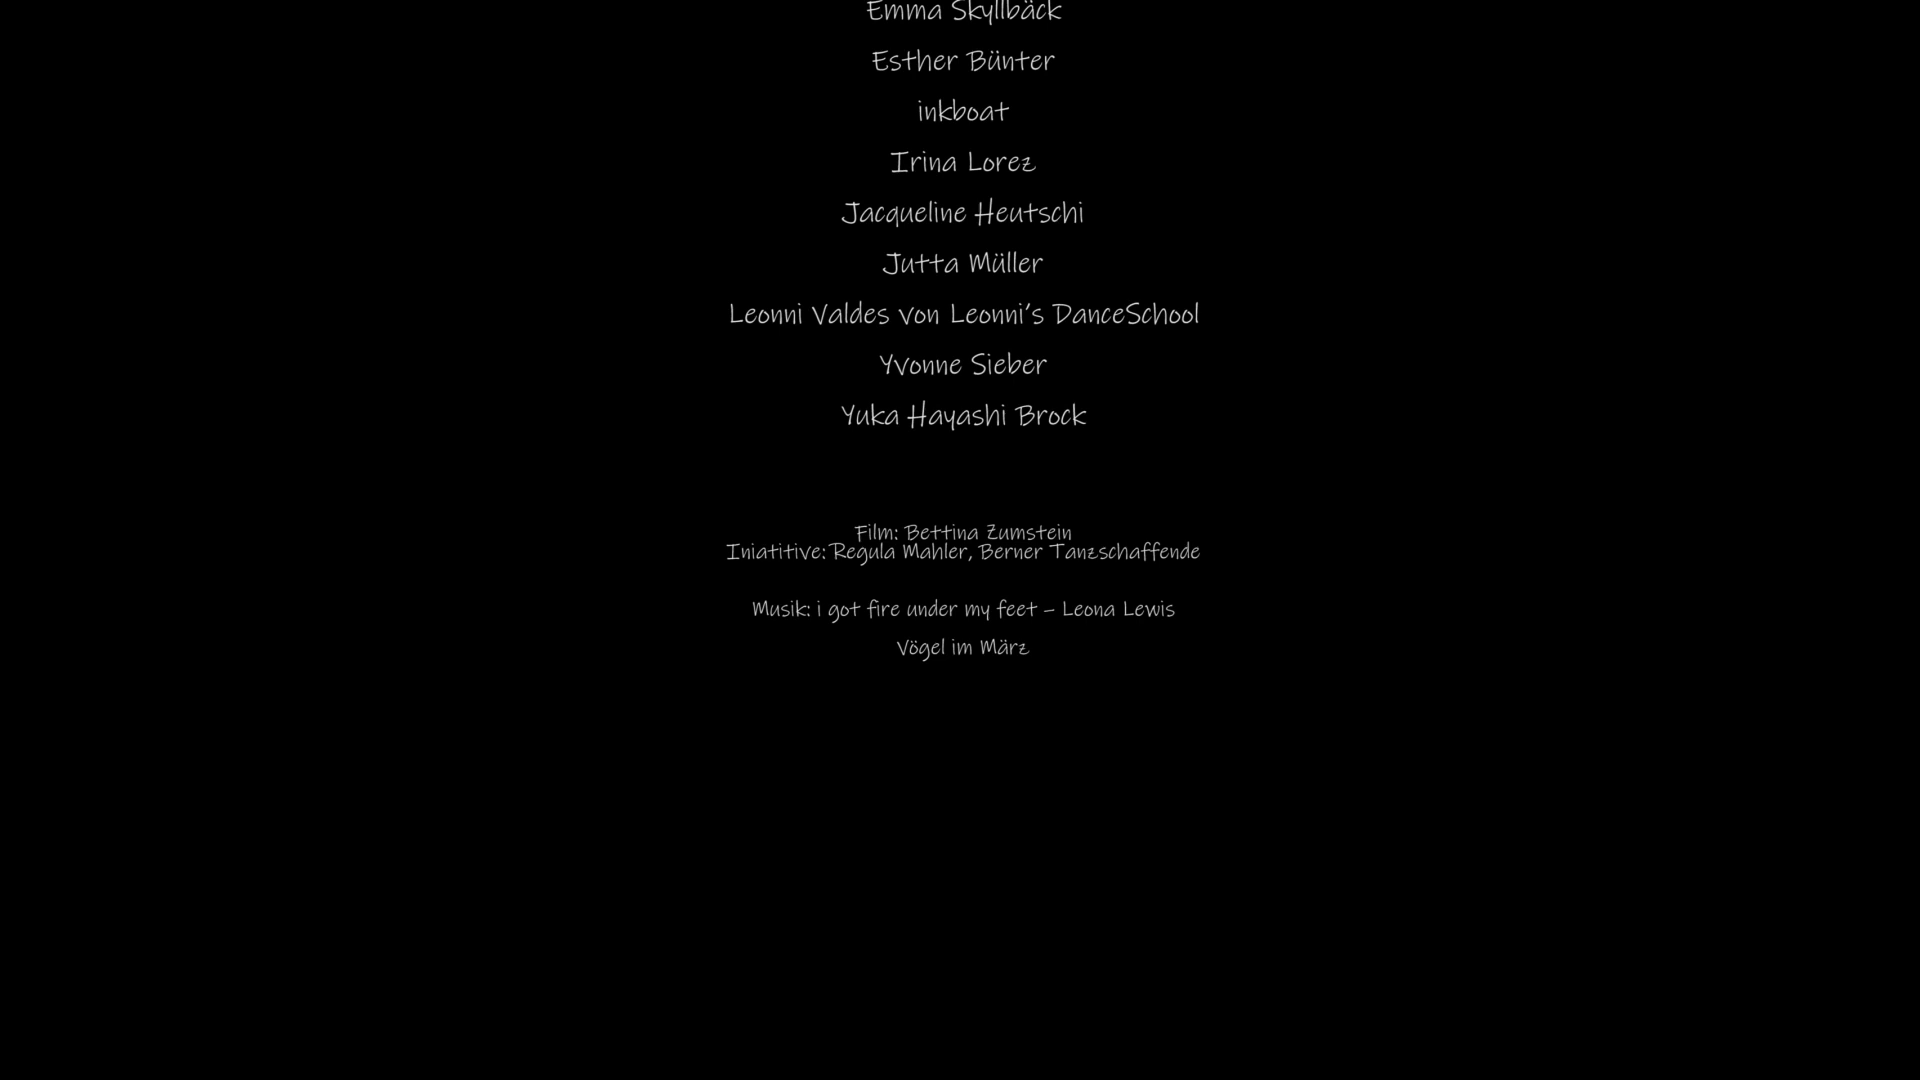 Emma Skyllbäck
Esther Bünter
inkboat
Irina Lorez
Jacqueline Heutschi
Jutta Müller
Leonni Valdes von Leonni's DanceSchool
Yvonne Sieber
Yuka Hayashi Brock
Film: Bettina Zumstein
Iniatitive: Regula Mahler, Berner Tanzschaffende
Musik: i got fire under my feet – Leona Lewis
Vögel im März